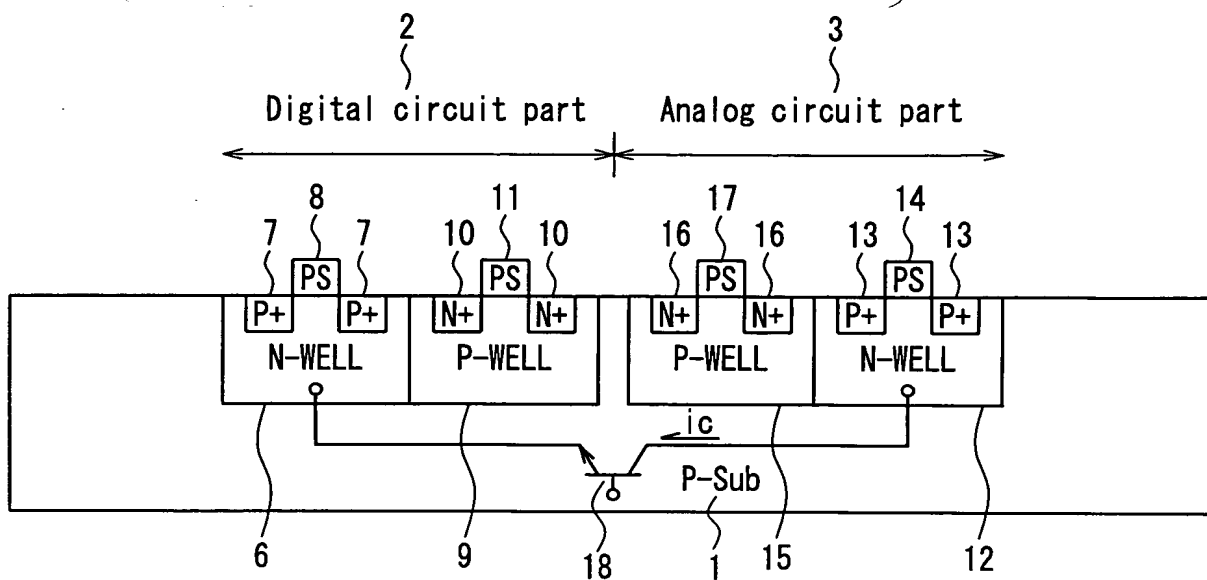 2 3
Digital circuit part Analog circuit part
7 8 7 10 11 10 16 17 16 13 14 13
PS PS PS PS
P+ P+ N+ N+ N+ N+ P+ P+
N-WELL P-WELL P-WELL N-WELL
ic
P-Sub
6 9 18 1 15 12